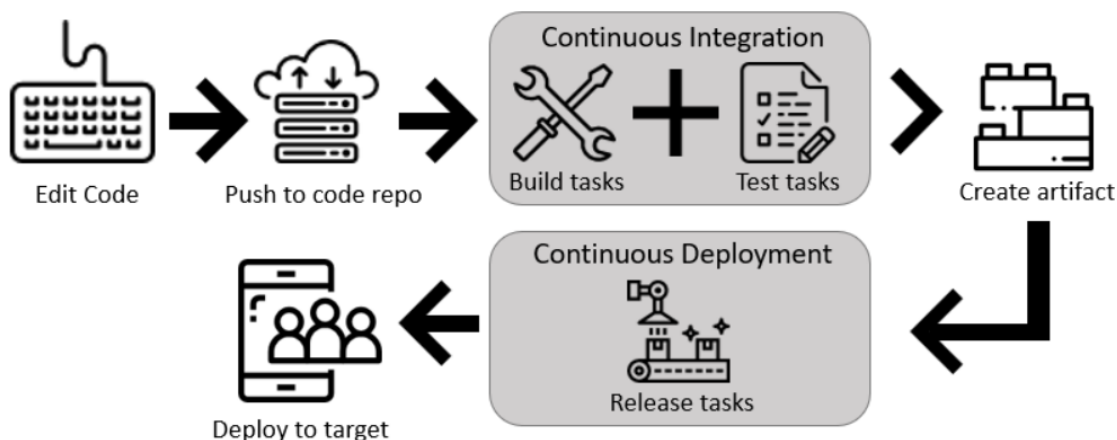 Continuous Integration
Edit Code
Push to code repo
Build tasks
Test tasks
Create artifact
Continuous Deployment
Release tasks
Deploy to target